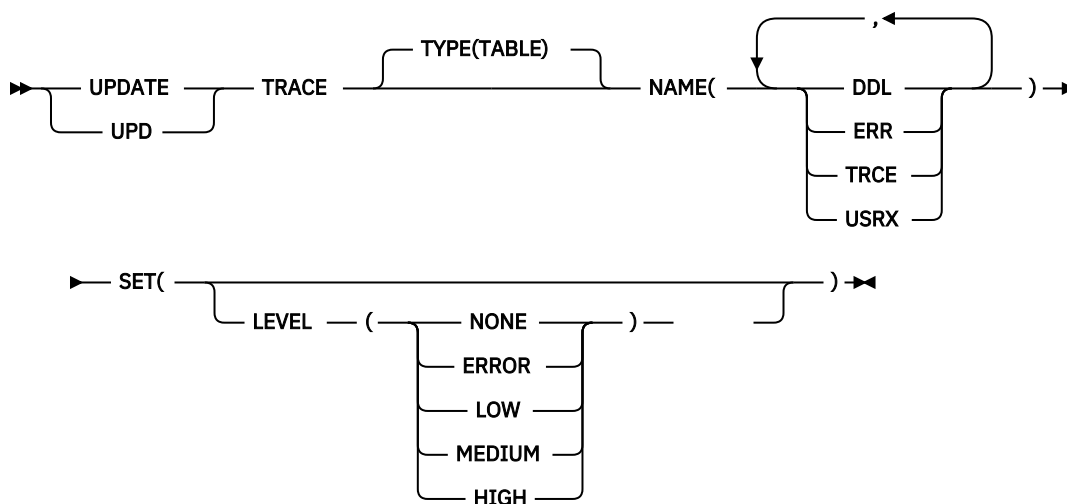 ,
TYPE(TABLE)
UPDATE TRACE NAME( DDL )
UPD ERR
TRCE
USRX
SET( )
LEVEL ( NONE )
ERROR
LOW
MEDIUM
HIGH